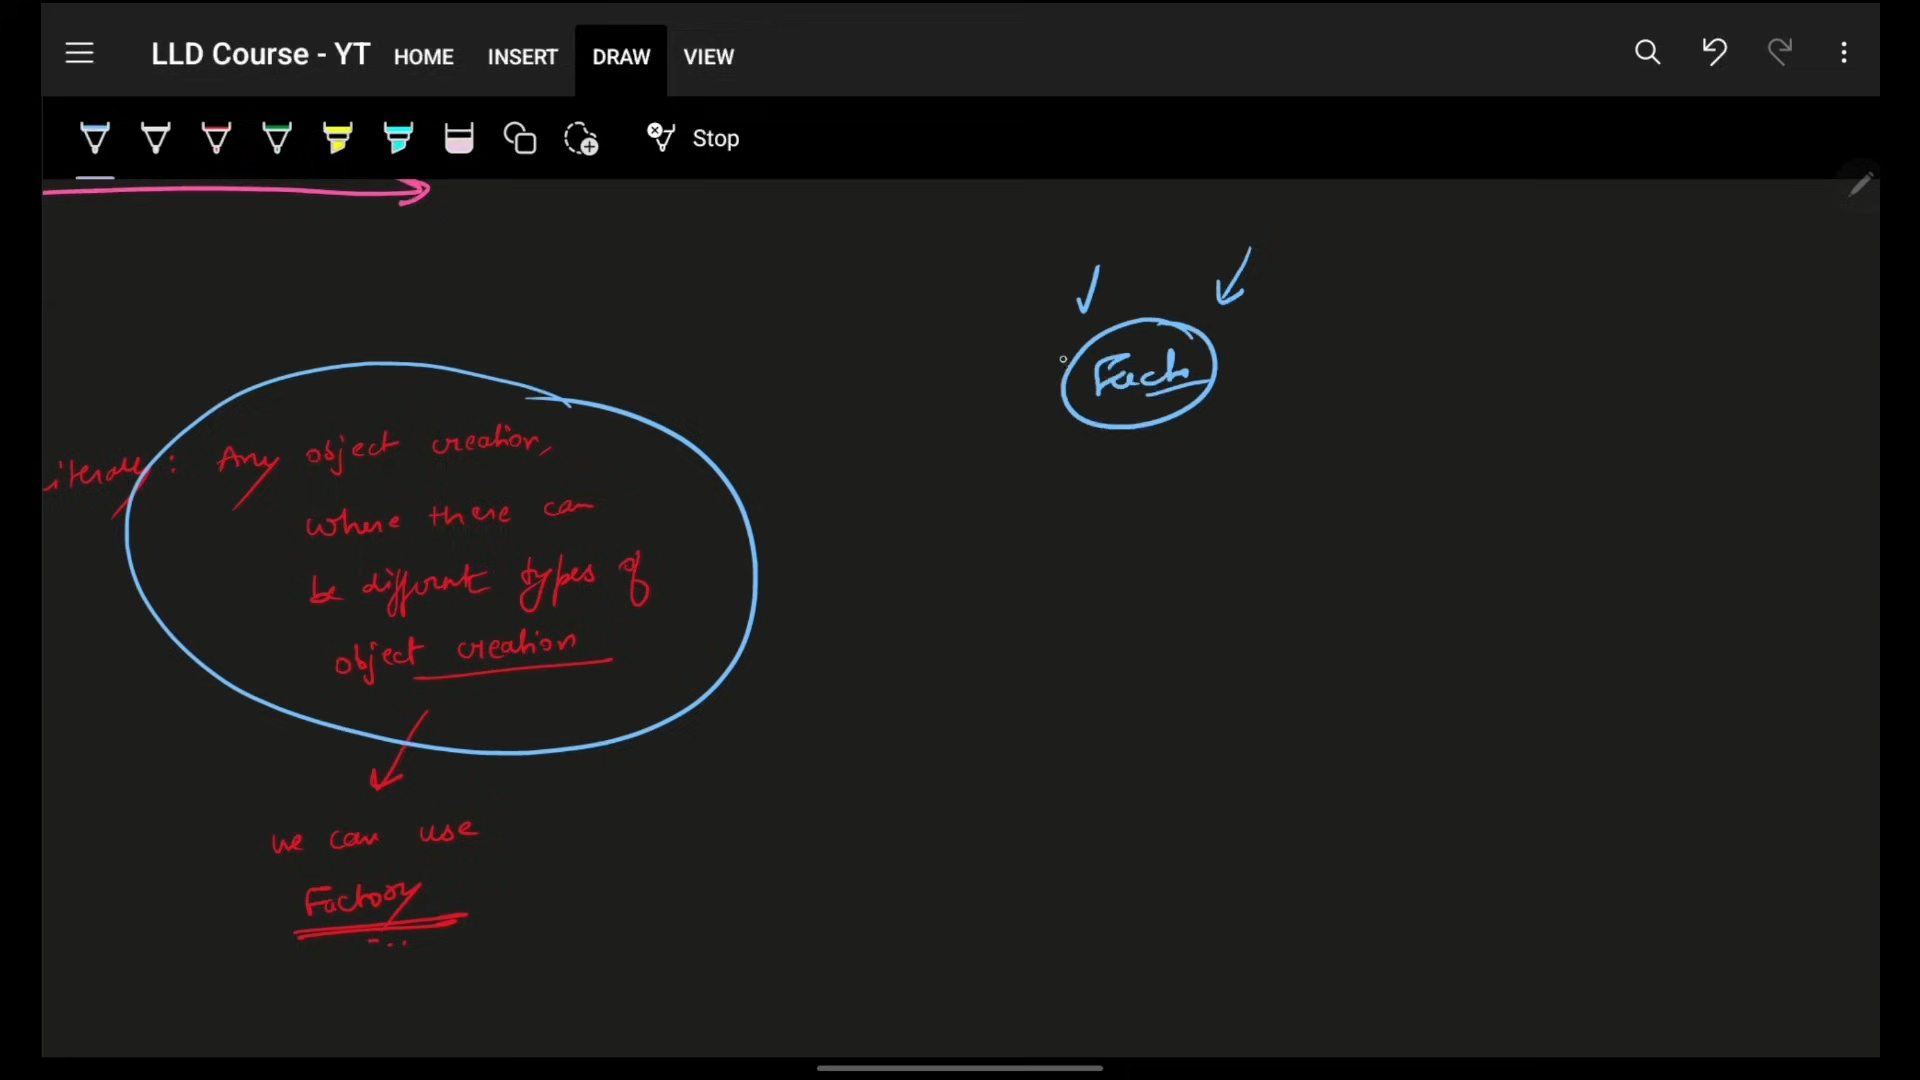 LLD Course - YT HOME INSERT DRAW VIEW
Stop
iterally : Any object creation,
where there can
be different types of
object creation
we can use
Factory